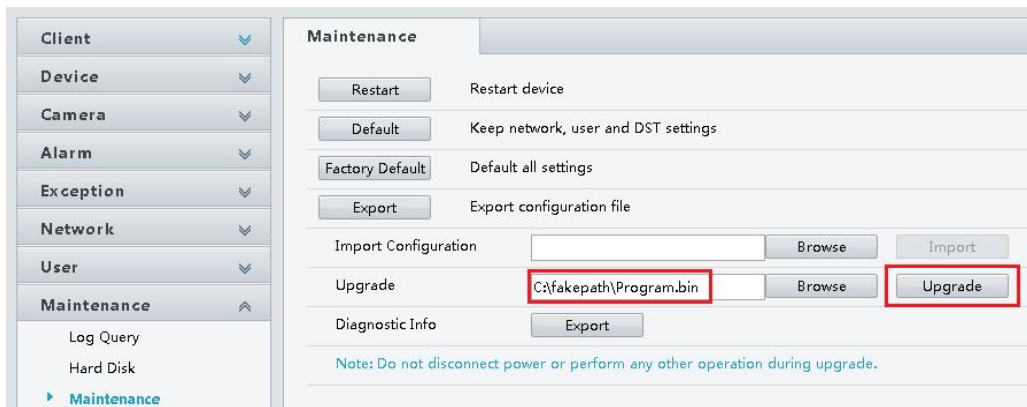 Client
Device
Camera
Alarm
Exception
Network
User
Maintenance
Log Query
Hard Disk
Maintenance
Maintenance
Restart Restart device
Default Keep network, user and DST settings
Factory Default Default all settings
Export Export configuration file
Import Configuration Browse Import
Upgrade C:\fakepath\Program.bin Browse Upgrade
Diagnostic Info Export
Note: Do not disconnect power or perform any other operation during upgrade.